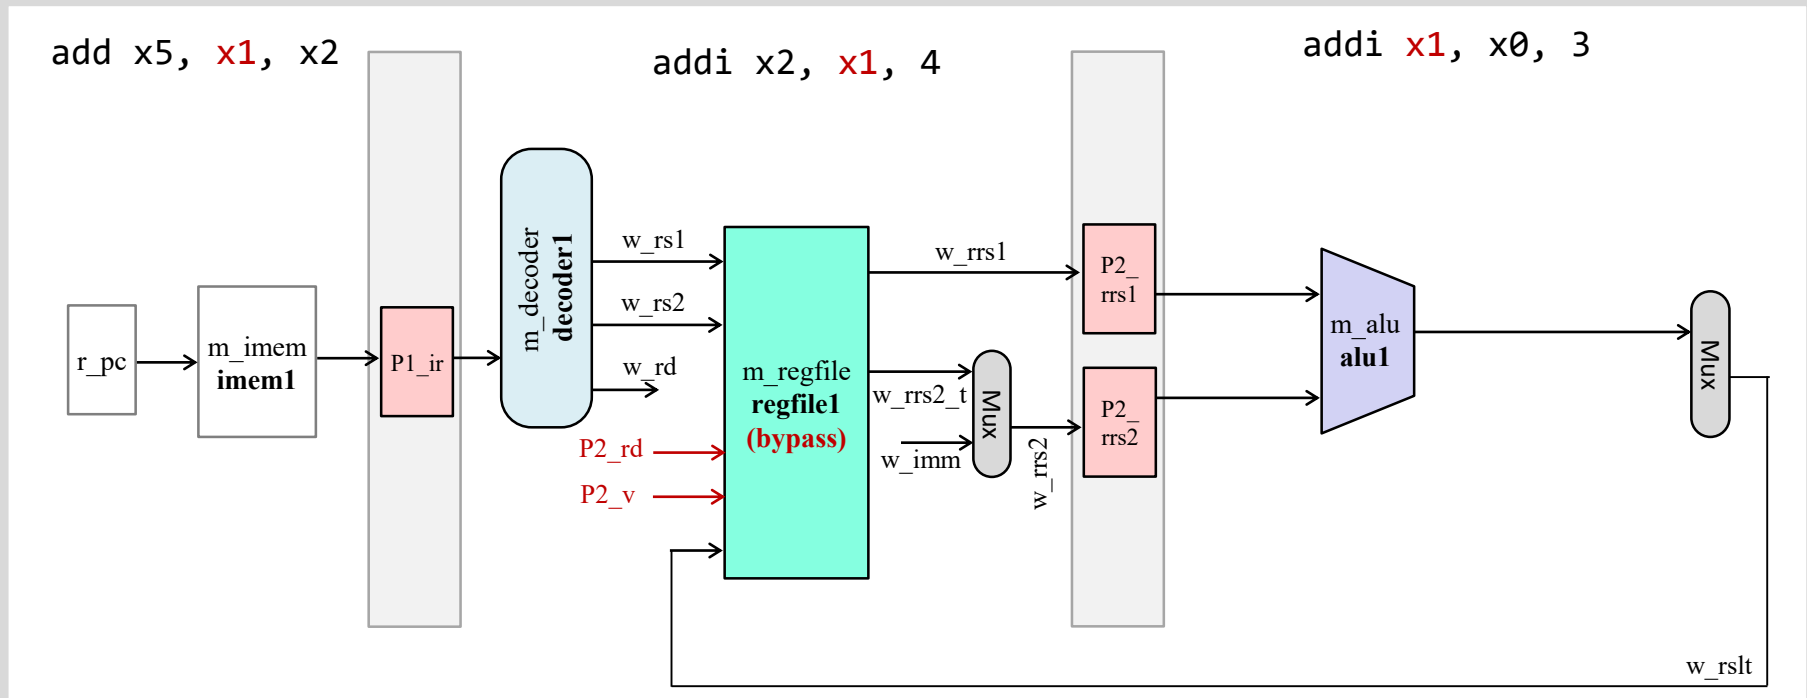 add x5, x1, x2
addi x2, x1, 4
addi x1, x0, 3
r_pc
m_imem
imem1
P1_ir
m_decoder
decoder1
w_rs1
w_rs2
w_rd
P2_rd
P2_v
m_regfile
regfile1
(bypass)
w_rrs1
w_rrs2_t
w_imm
Mux
w_rrs2
P2_
rrs1
P2_
rrs2
m_alu
alu1
Mux
w_rslt